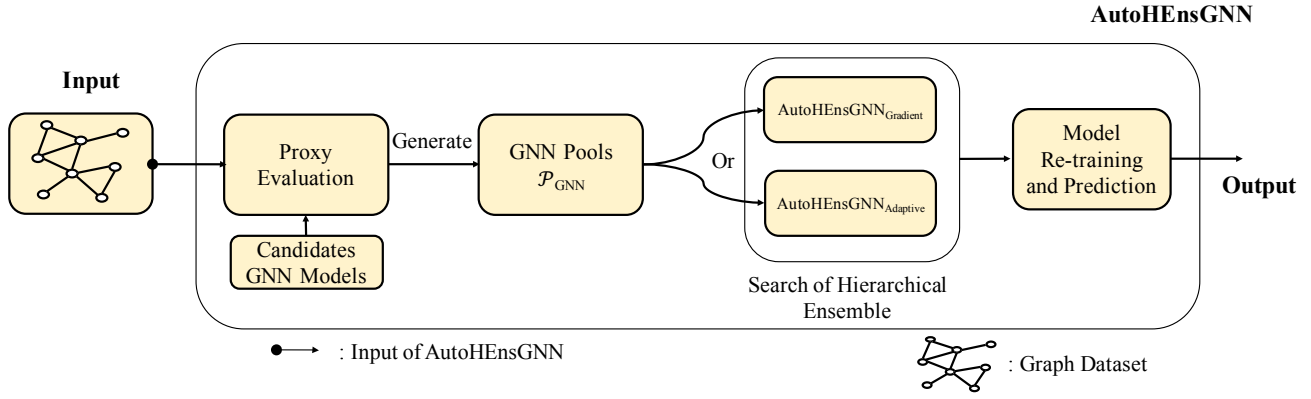 AutoHEnsGNN
Input
Proxy
Evaluation
Generate
GNN Pools
𝒫GNN
Or
AutoHEnsGNNGradient
AutoHEnsGNNAdaptive
Model
Re-training
and Prediction
Output
Candidates
GNN Models
Search of Hierarchical
Ensemble
: Input of AutoHEnsGNN
: Graph Dataset